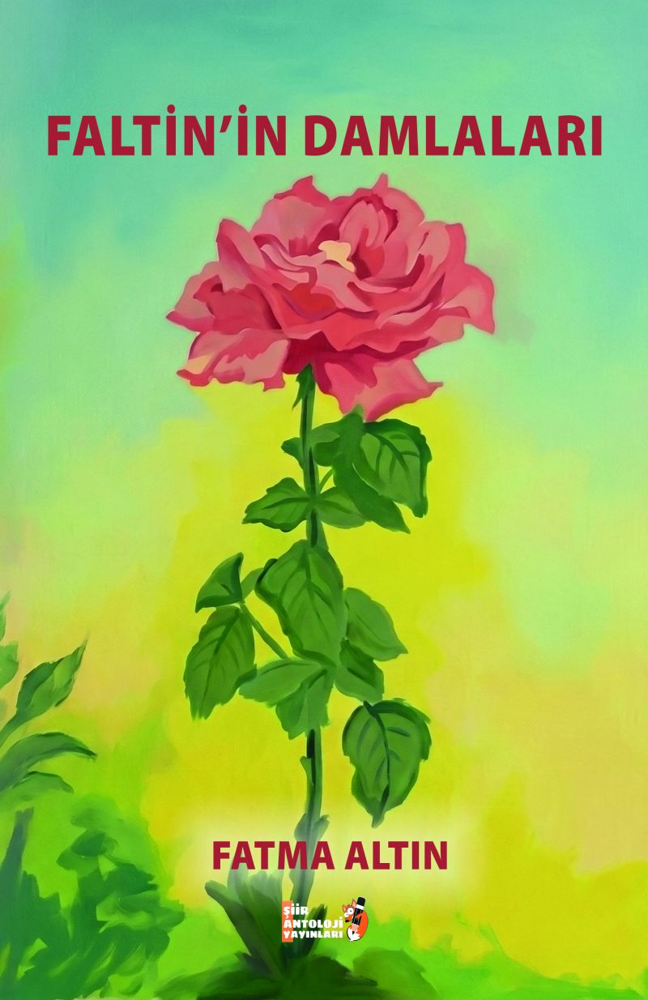 FALTİN’İN DAMLALARI
FATMA ALTIN
ŞİİR
ANTOLOJİ
YAYINLARI